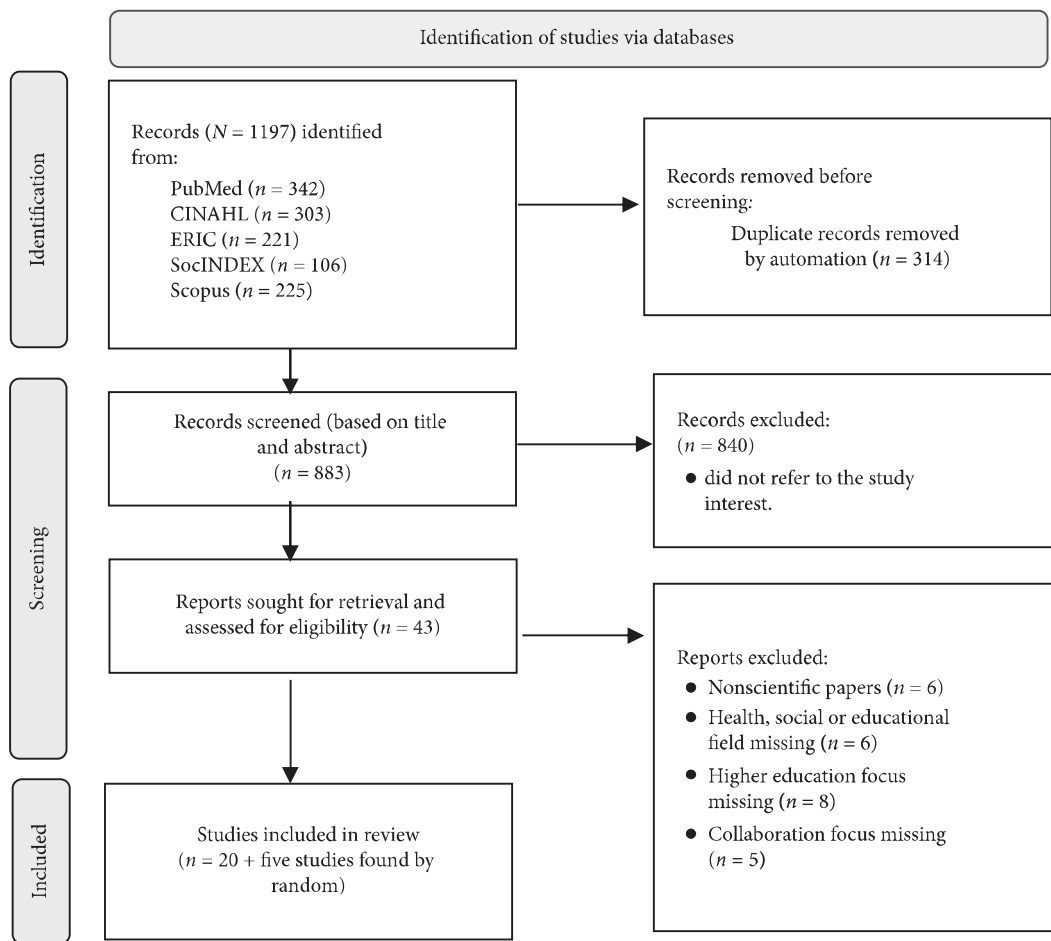 Identification of studies via databases
Identification
Records (N = 1197) identified
from:
PubMed (n = 342)
CINAHL (n = 303)
ERIC (n = 221)
SocINDEX (n = 106)
Scopus (n = 225)
Records removed before
screening:
Duplicate records removed
by automation (n = 314)
Screening
Records screened (based on title
and abstract)
(n = 883)
Records excluded:
(n = 840)
● did not refer to the study
interest.
Reports sought for retrieval and
assessed for eligibility (n = 43)
Reports excluded:
● Nonscientific papers (n = 6)
● Health, social or educational
field missing (n = 6)
● Higher education focus
missing (n = 8)
● Collaboration focus missing
(n = 5)
Included
Studies included in review
(n = 20 + five studies found by
random)